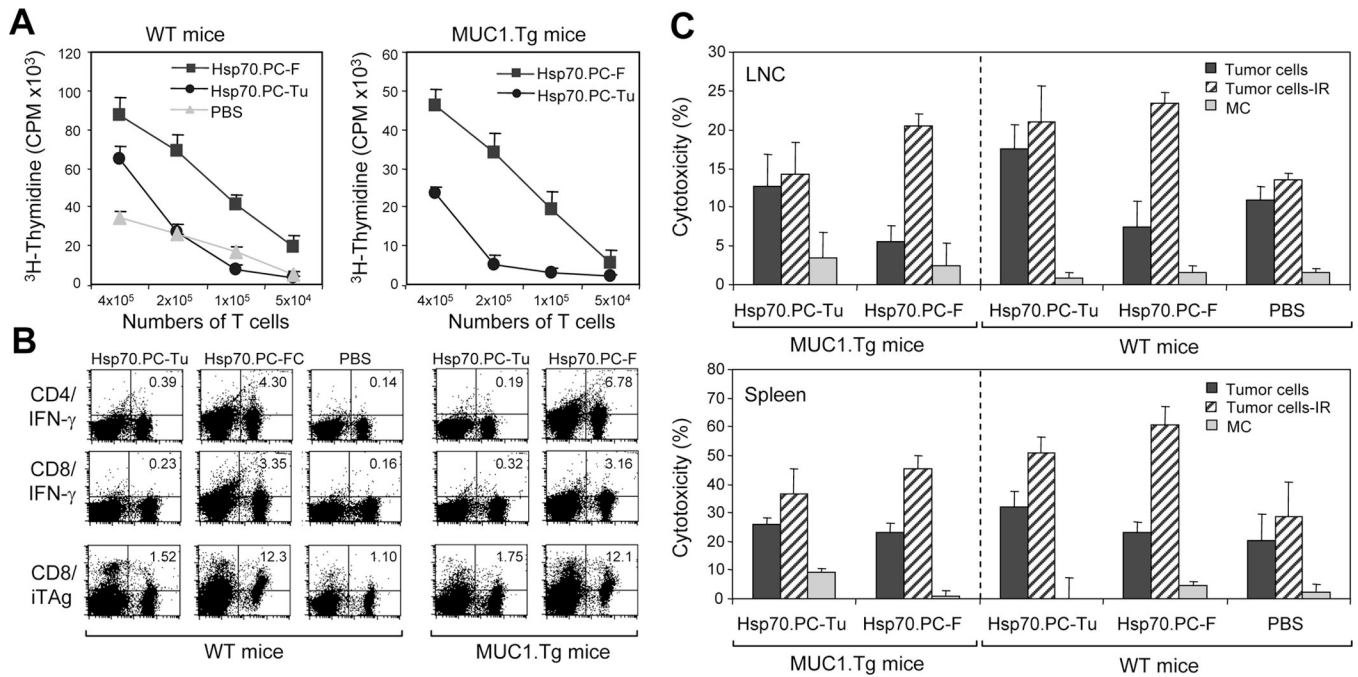 A
WT mice
³H-Thymidine (CPM x10³)
120
100
80
60
40
20
0
Hsp70.PC-F
Hsp70.PC-Tu
PBS
4x10⁵ 2x10⁵ 1x10⁵ 5x10⁴
Numbers of T cells
MUC1.Tg mice
³H-Thymidine (CPM x10³)
60
50
40
30
20
10
0
Hsp70.PC-F
Hsp70.PC-Tu
4x10⁵ 2x10⁵ 1x10⁵ 5x10⁴
Numbers of T cells
B
Hsp70.PC-Tu Hsp70.PC-FC PBS Hsp70.PC-Tu Hsp70.PC-F
CD4/
IFN-γ
0.39 4.30 0.14 0.19 6.78
CD8/
IFN-γ
0.23 3.35 0.16 0.32 3.16
CD8/
iTAg
1.52 12.3 1.10 1.75 12.1
WT mice MUC1.Tg mice
C
LNC
Cytotoxicity (%)
30
25
20
15
10
5
0
Tumor cells
Tumor cells-IR
MC
Hsp70.PC-Tu Hsp70.PC-F Hsp70.PC-Tu Hsp70.PC-F PBS
MUC1.Tg mice WT mice
Spleen
Cytotoxicity (%)
80
70
60
50
40
30
20
10
0
Tumor cells
Tumor cells-IR
MC
Hsp70.PC-Tu Hsp70.PC-F Hsp70.PC-Tu Hsp70.PC-F PBS
MUC1.Tg mice WT mice